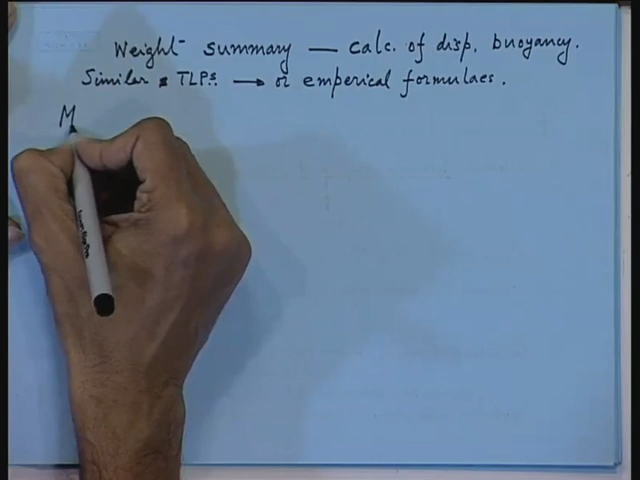 Weight summary — calc. of disp. buoyancy.
Similar TLPs. → or emperical formulaes.
M